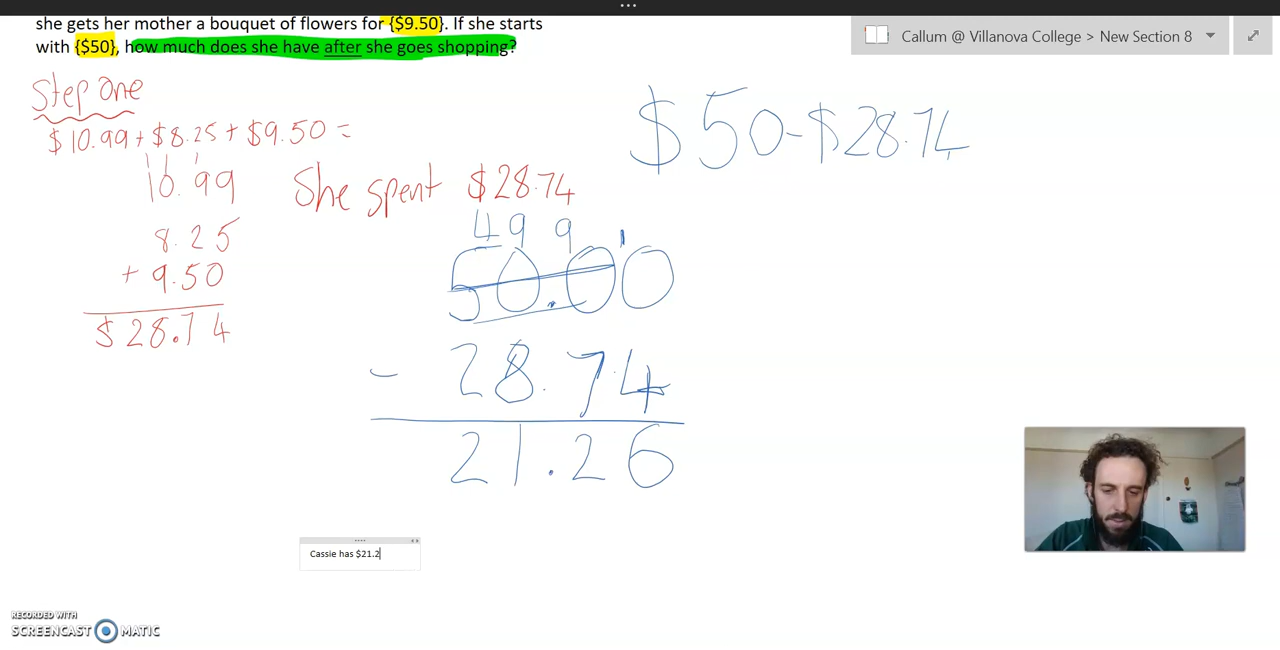 she gets her mother a bouquet of flowers for {$9.50}. If she starts
with {$50}, how much does she have after she goes shopping?
Callum @ Villanova College > New Section 8
Step One
$10.99+$8.25+$9.50=
$50-$28.74
1 1
10.99
8.25
+ 9.50
$28.74
She spent $28.74
4 9 9 1
50.00
- 28.74
21.26
Cassie has $21.2
RECORDED WITH
SCREENCAST MATIC